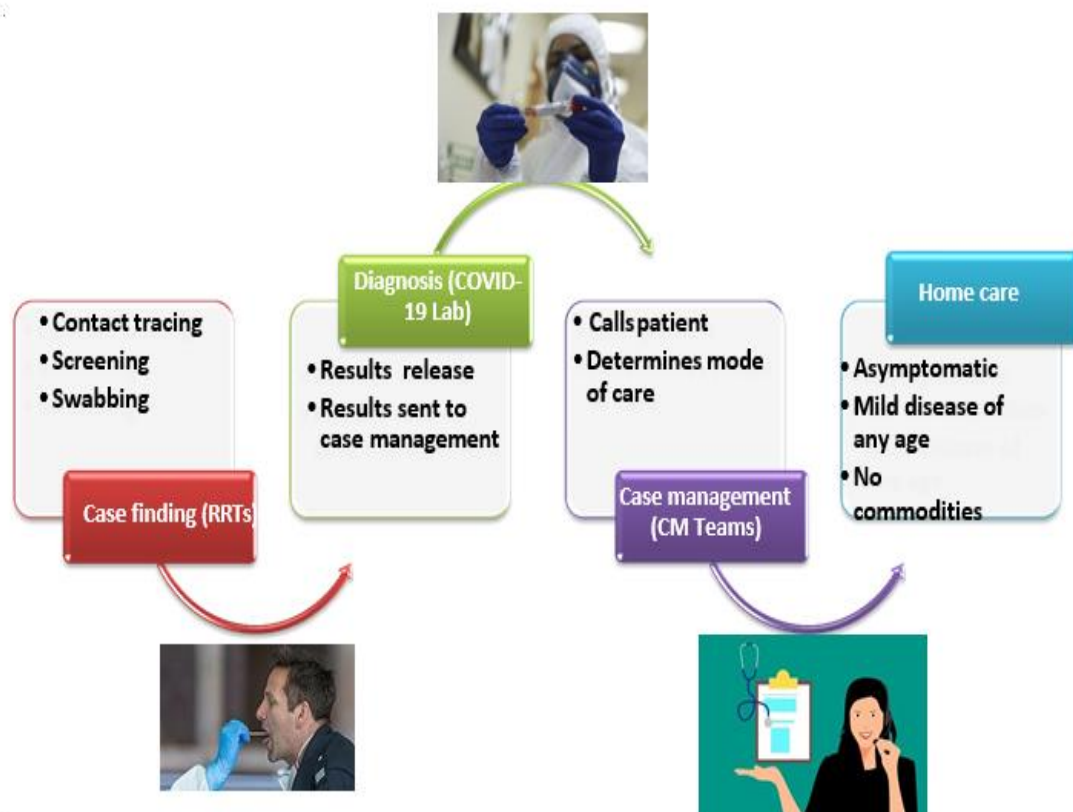 • Contact tracing
• Screening
• Swabbing
Case finding (RRTs)
Diagnosis (COVID-
19 Lab)
• Results release
• Results sent to
case management
• Calls patient
• Determines mode
of care
Case management
(CM Teams)
Home care
• Asymptomatic
• Mild disease of
any age
• No
commodities